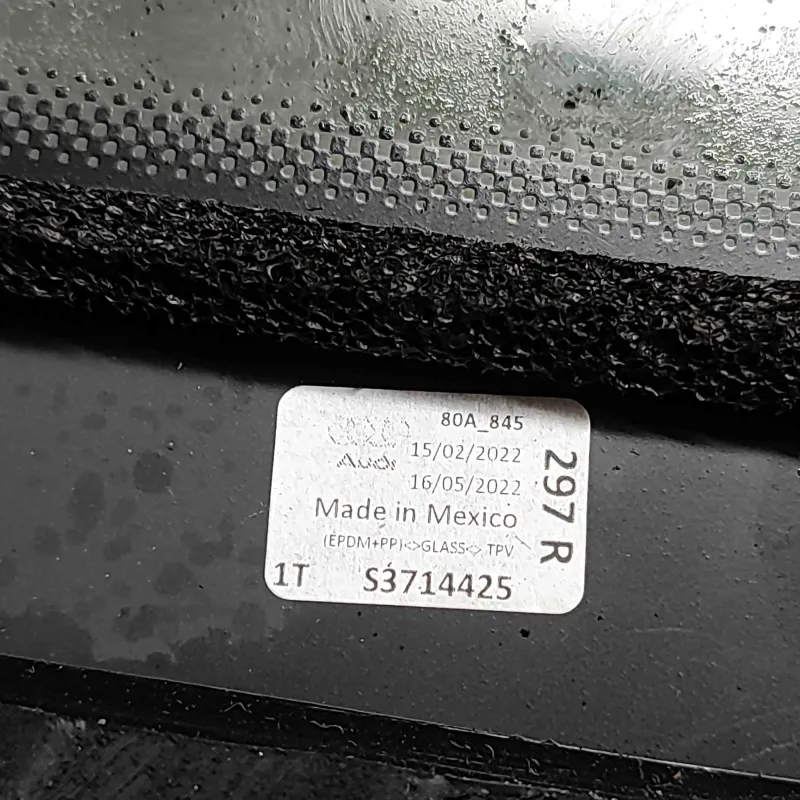 80A_845
Audi
15/02/2022
16/05/2022
297 R
Made in Mexico
(EPDM+PP)<>GLASS<> TPV
1T S3714425